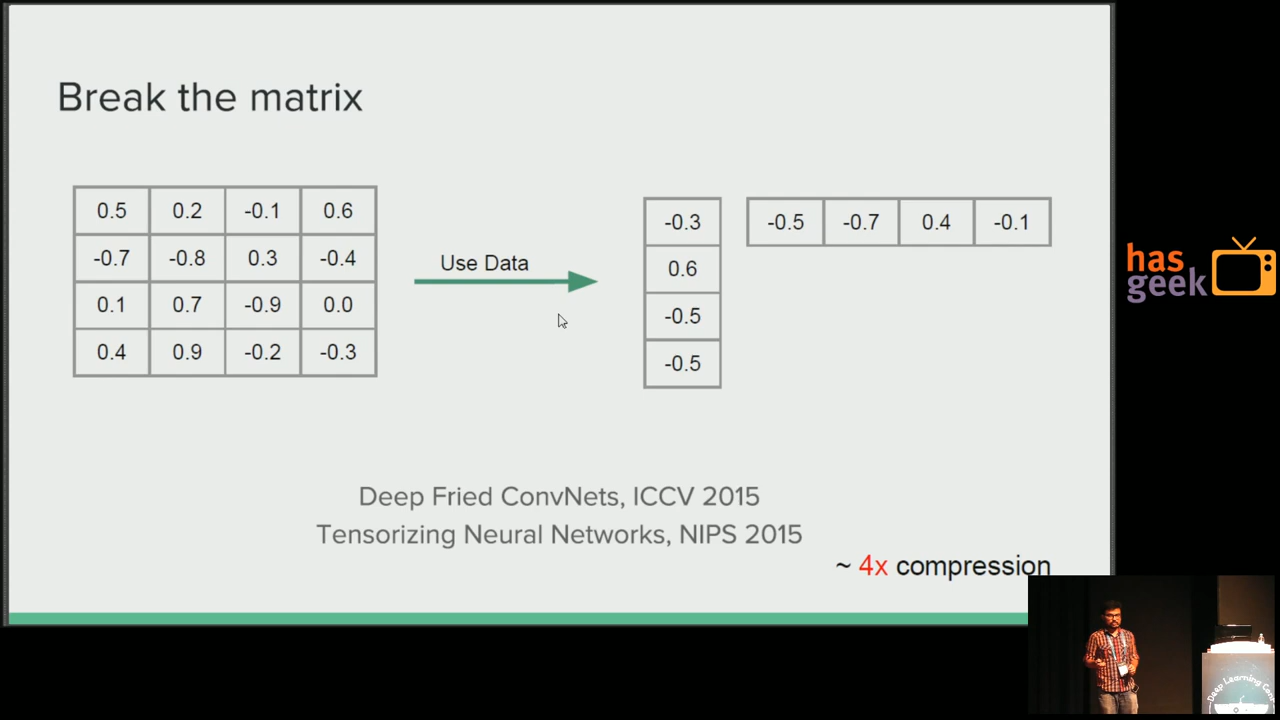 Break the matrix
0.5 0.2 -0.1 0.6
-0.7 -0.8 0.3 -0.4
0.1 0.7 -0.9 0.0
0.4 0.9 -0.2 -0.3
Use Data
-0.3
0.6
-0.5
-0.5
-0.5 -0.7 0.4 -0.1
Deep Fried ConvNets, ICCV 2015
Tensorizing Neural Networks, NIPS 2015
~ 4x compression
has
geek
Deep Learning Conf